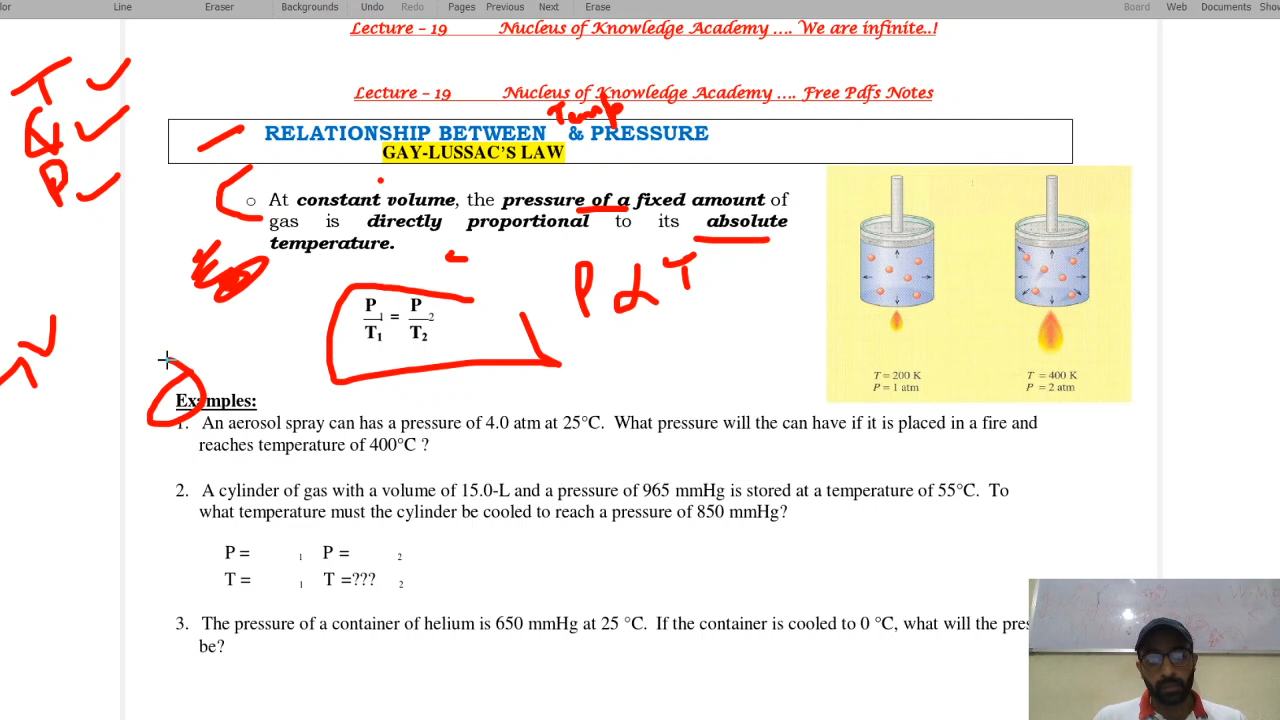 lor Line Eraser Backgrounds Undo Redo Pages Previous Next Erase Board Web Documents Show
Lecture – 19 Nucleus of Knowledge Academy .... We are infinite..!
Lecture – 19 Nucleus of Knowledge Academy .... Free Pdfs Notes
T
&
P
Temp
RELATIONSHIP BETWEEN & PRESSURE
GAY-LUSSAC'S LAW
○ At constant volume, the pressure of a fixed amount of
gas is directly proportional to its absolute
temperature.
P ∝ T
P P
1 = 2
T1 T2
T = 200 K T = 400 K
P = 1 atm P = 2 atm
Examples:
1. An aerosol spray can has a pressure of 4.0 atm at 25°C. What pressure will the can have if it is placed in a fire and
reaches temperature of 400°C ?
2. A cylinder of gas with a volume of 15.0-L and a pressure of 965 mmHg is stored at a temperature of 55°C. To
what temperature must the cylinder be cooled to reach a pressure of 850 mmHg?
P = 1 P = 2
T = 1 T =??? 2
3. The pressure of a container of helium is 650 mmHg at 25 °C. If the container is cooled to 0 °C, what will the pres
be?